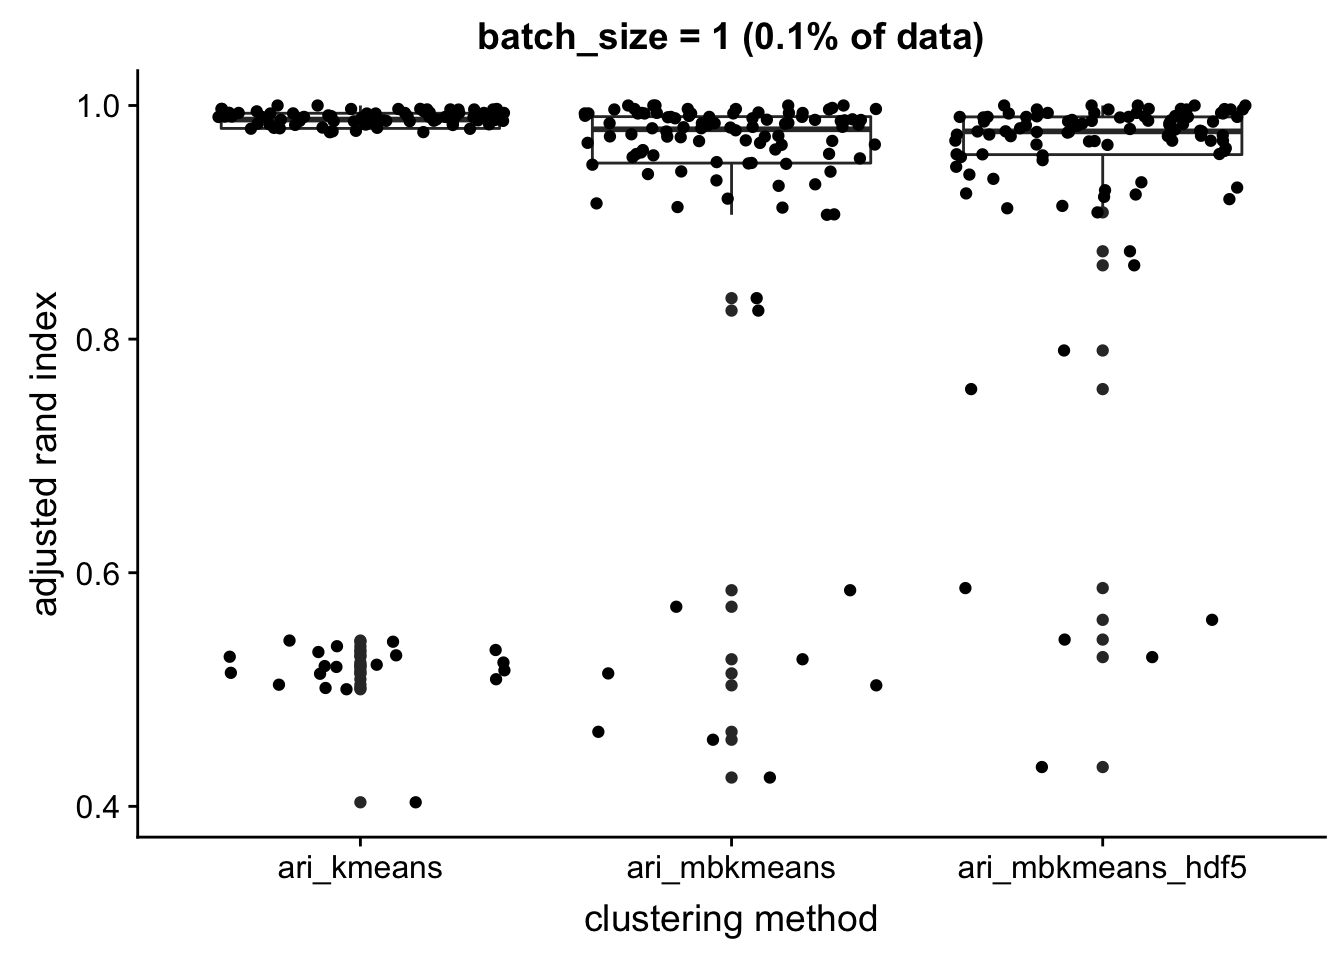 batch_size = 1 (0.1% of data)
adjusted rand index
1.0
0.8
0.6
0.4
ari_kmeans
ari_mbkmeans
ari_mbkmeans_hdf5
clustering method